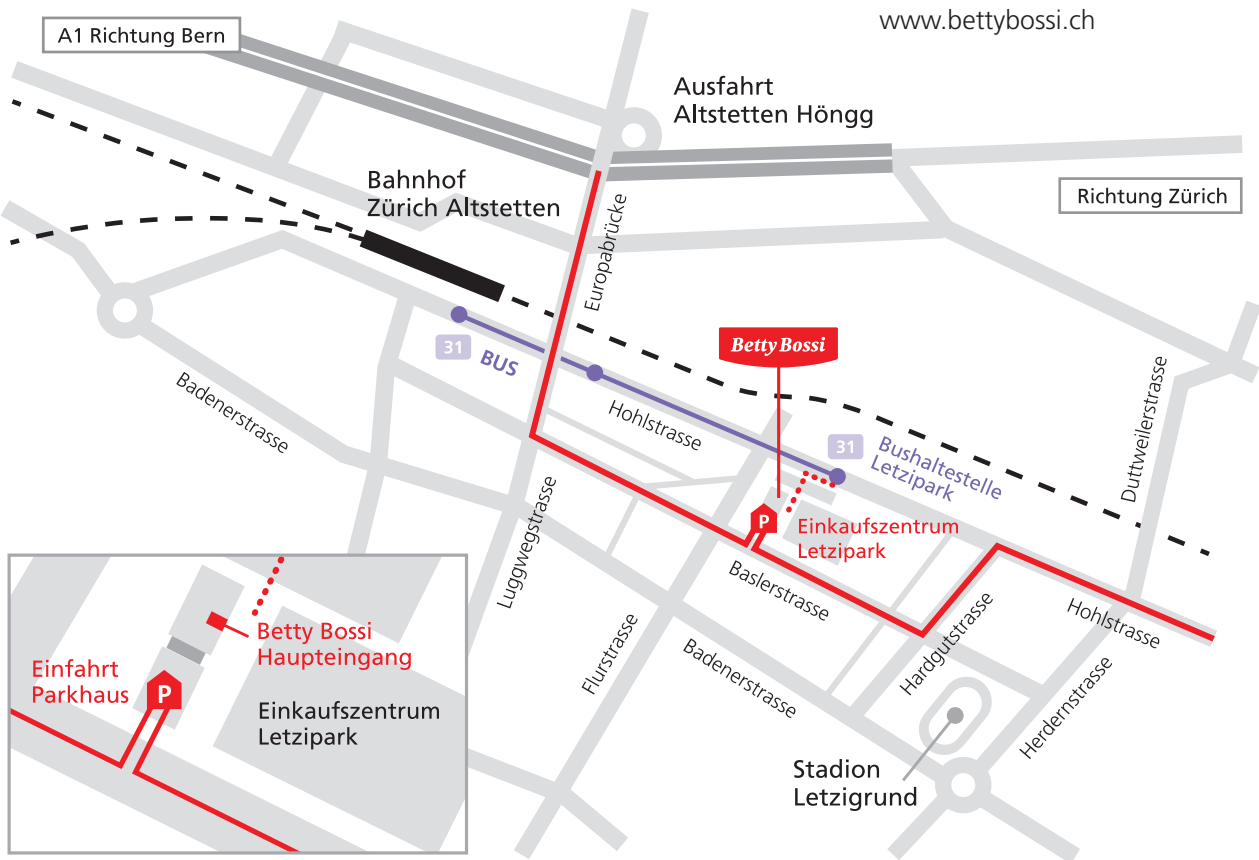 www.bettybossi.ch
A1 Richtung Bern
Ausfahrt
Altstetten Höngg
Bahnhof
Zürich Altstetten
Richtung Zürich
Europabrücke
31
BUS
Betty Bossi
Badenerstrasse
Hohlstrasse
31
Bushaltestelle
Letzipark
Duttweilerstrasse
P
Einkaufszentrum
Letzipark
Luggwegstrasse
Baslerstrasse
Hohlstrasse
Flurstrasse
Badenerstrasse
Hardgutstrasse
Herdernstrasse
Stadion
Letzigrund
Betty Bossi
Haupteingang
Einfahrt
Parkhaus
P
Einkaufszentrum
Letzipark